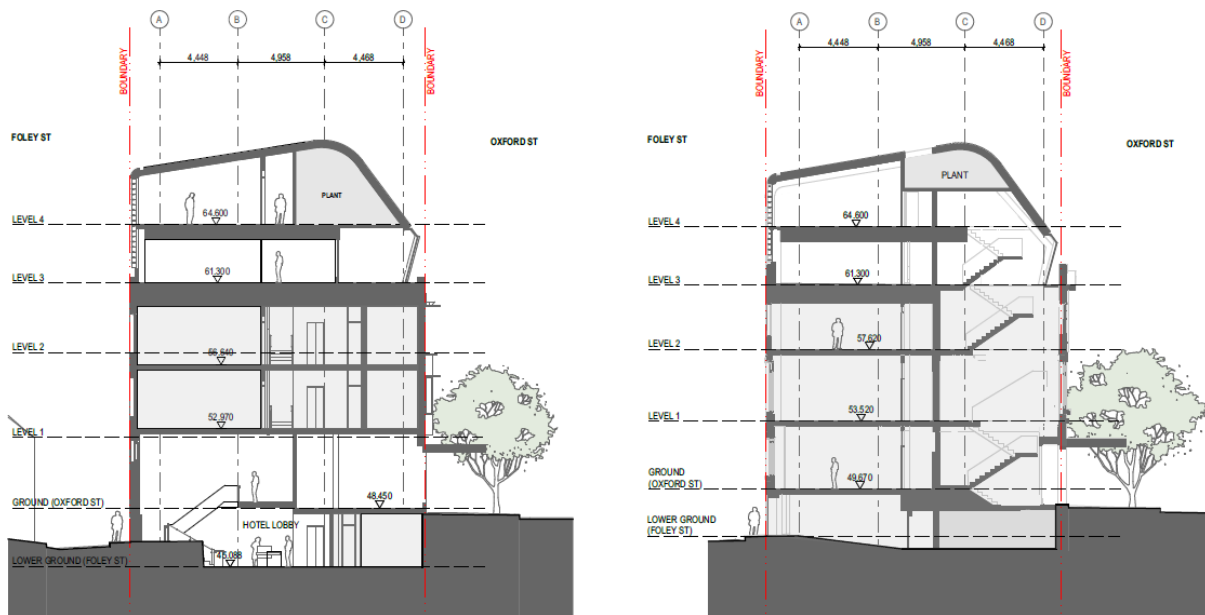 A B C D
4,448 4,958 4,468
BOUNDARY
BOUNDARY
FOLEY ST
OXFORD ST
PLANT
LEVEL 4
64,600
LEVEL 3
61,300
LEVEL 2
56,640
52,970
LEVEL 1
GROUND (OXFORD ST)
48,450
HOTEL LOBBY
LOWER GROUND (FOLEY ST)
A B C D
4,448 4,958 4,468
BOUNDARY
BOUNDARY
FOLEY ST
OXFORD ST
PLANT
LEVEL 4
64,600
LEVEL 3
61,300
LEVEL 2
57,620
LEVEL 1
53,520
GROUND
(OXFORD ST)
49,670
LOWER GROUND
(FOLEY ST)